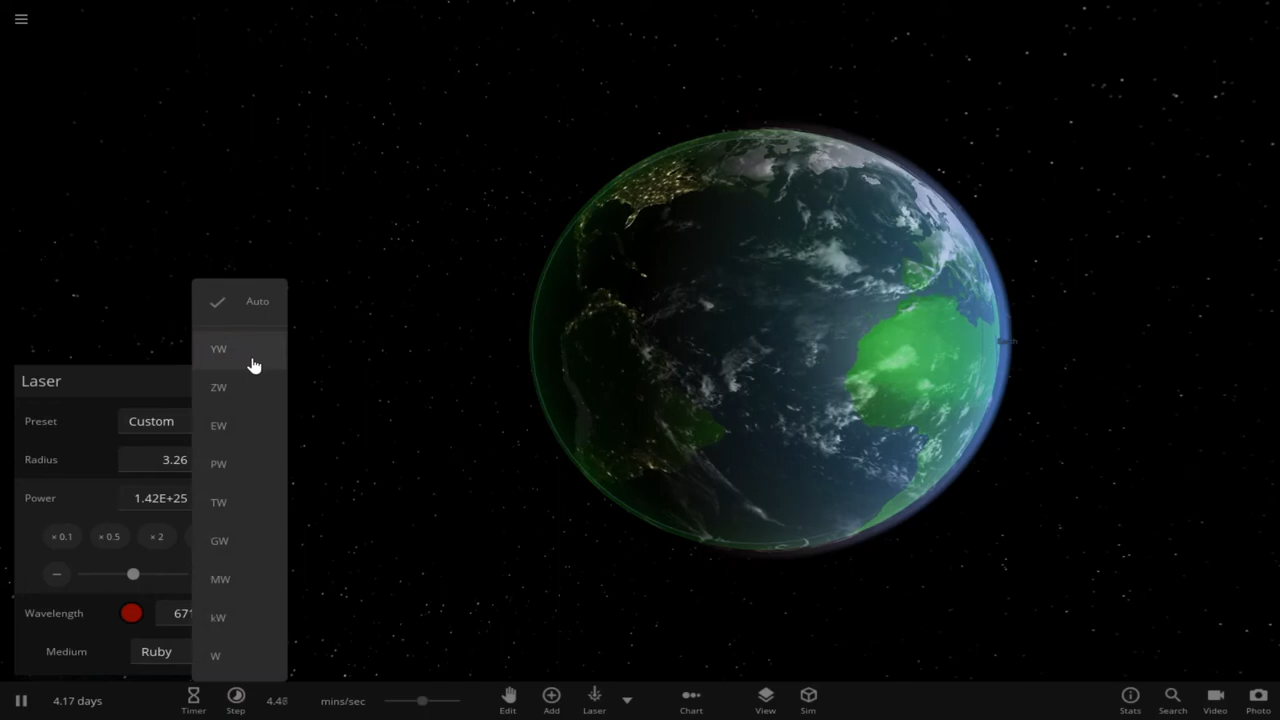 Auto
YW
ZW
EW
PW
TW
GW
MW
kW
W
Laser
Preset Custom
Radius 3.26
Power 1.42E+25
× 0.1 × 0.5 × 2
Wavelength 671
Medium Ruby
4.17 days
Timer
Step
mins/sec
Edit
Add
Laser
Chart
View
Sim
Stats
Search
Video
Photo